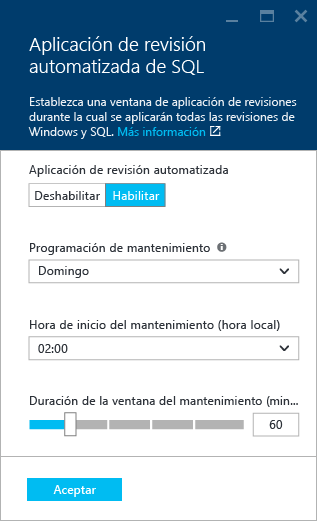 Aplicación de revisión
automatizada de SQL
Establezca una ventana de aplicación de revisiones
durante la cual se aplicarán todas las revisiones de
Windows y SQL. Más información
Aplicación de revisión automatizada
Deshabilitar Habilitar
Programación de mantenimiento
Domingo
Hora de inicio del mantenimiento (hora local)
02:00
Duración de la ventana del mantenimiento (min...
60
Aceptar